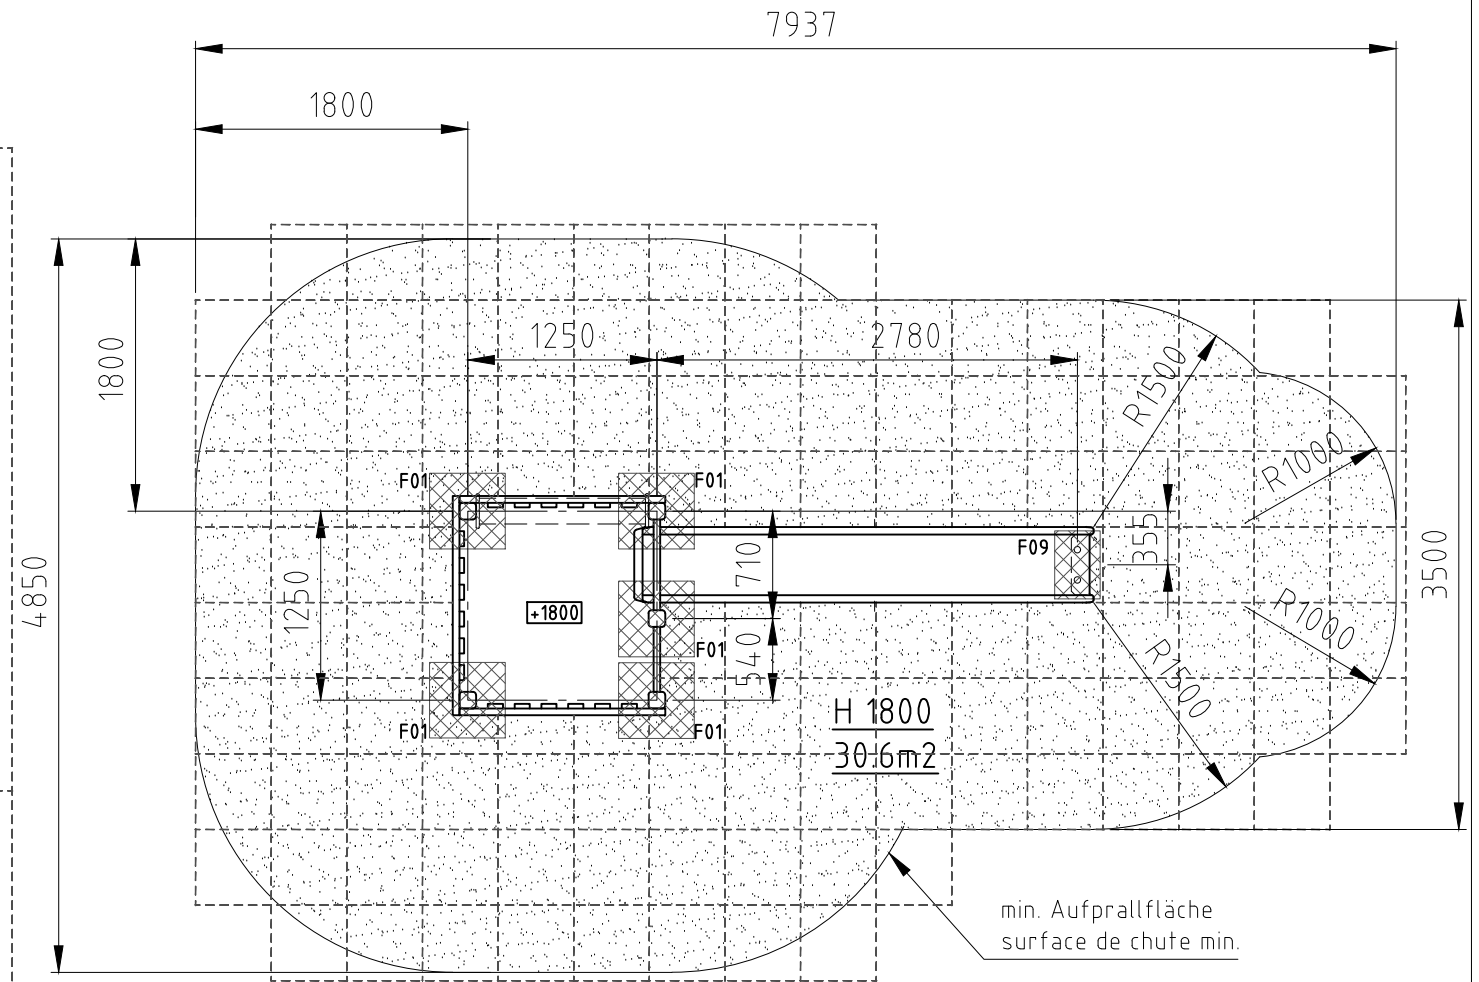 7937
1800
1250
2780
1800
R1500
R1000
F01
F01
355
4850
1250
710
F09
3500
+1800
R1000
540
F01
R1500
H 1800
30.6m2
F01
F01
min. Aufprallfläche
surface de chute min.